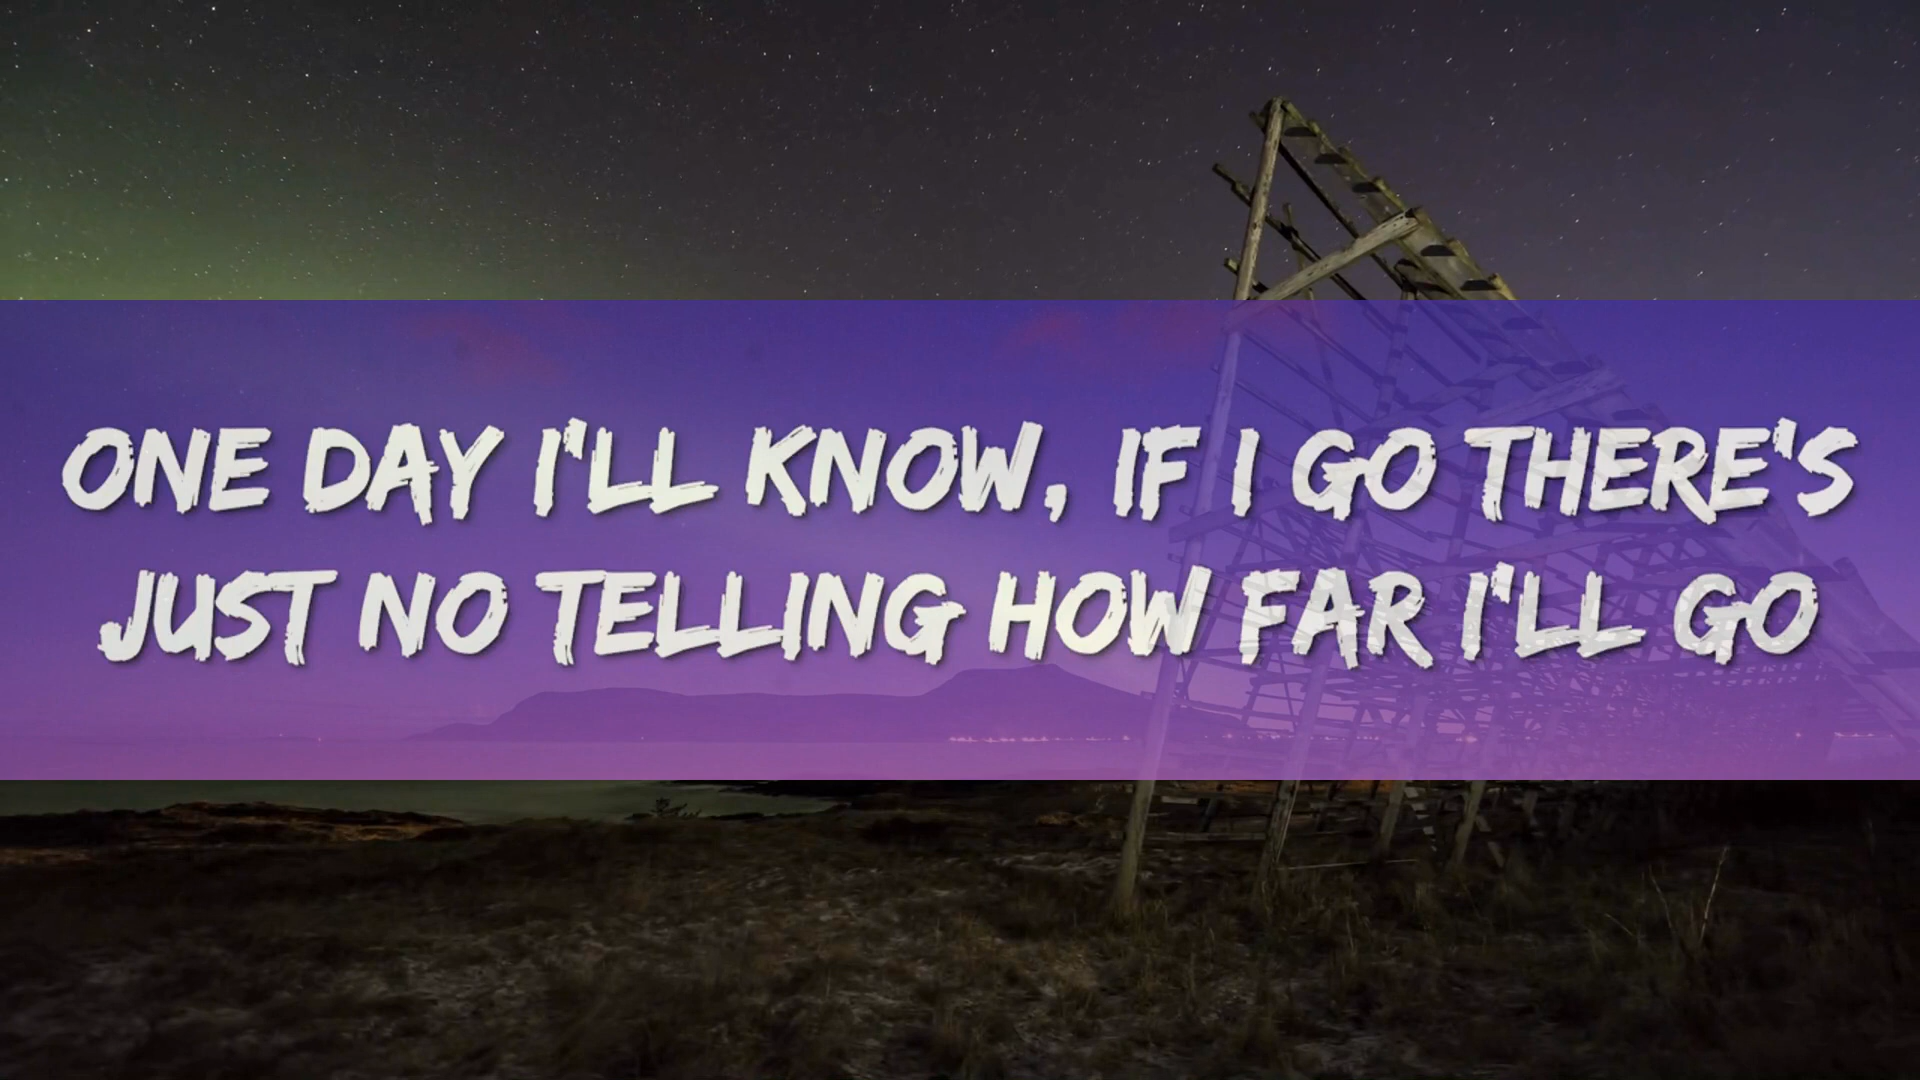 ONE DAY I'LL KNOW, IF I GO THERE'S
JUST NO TELLING HOW FAR I'LL GO